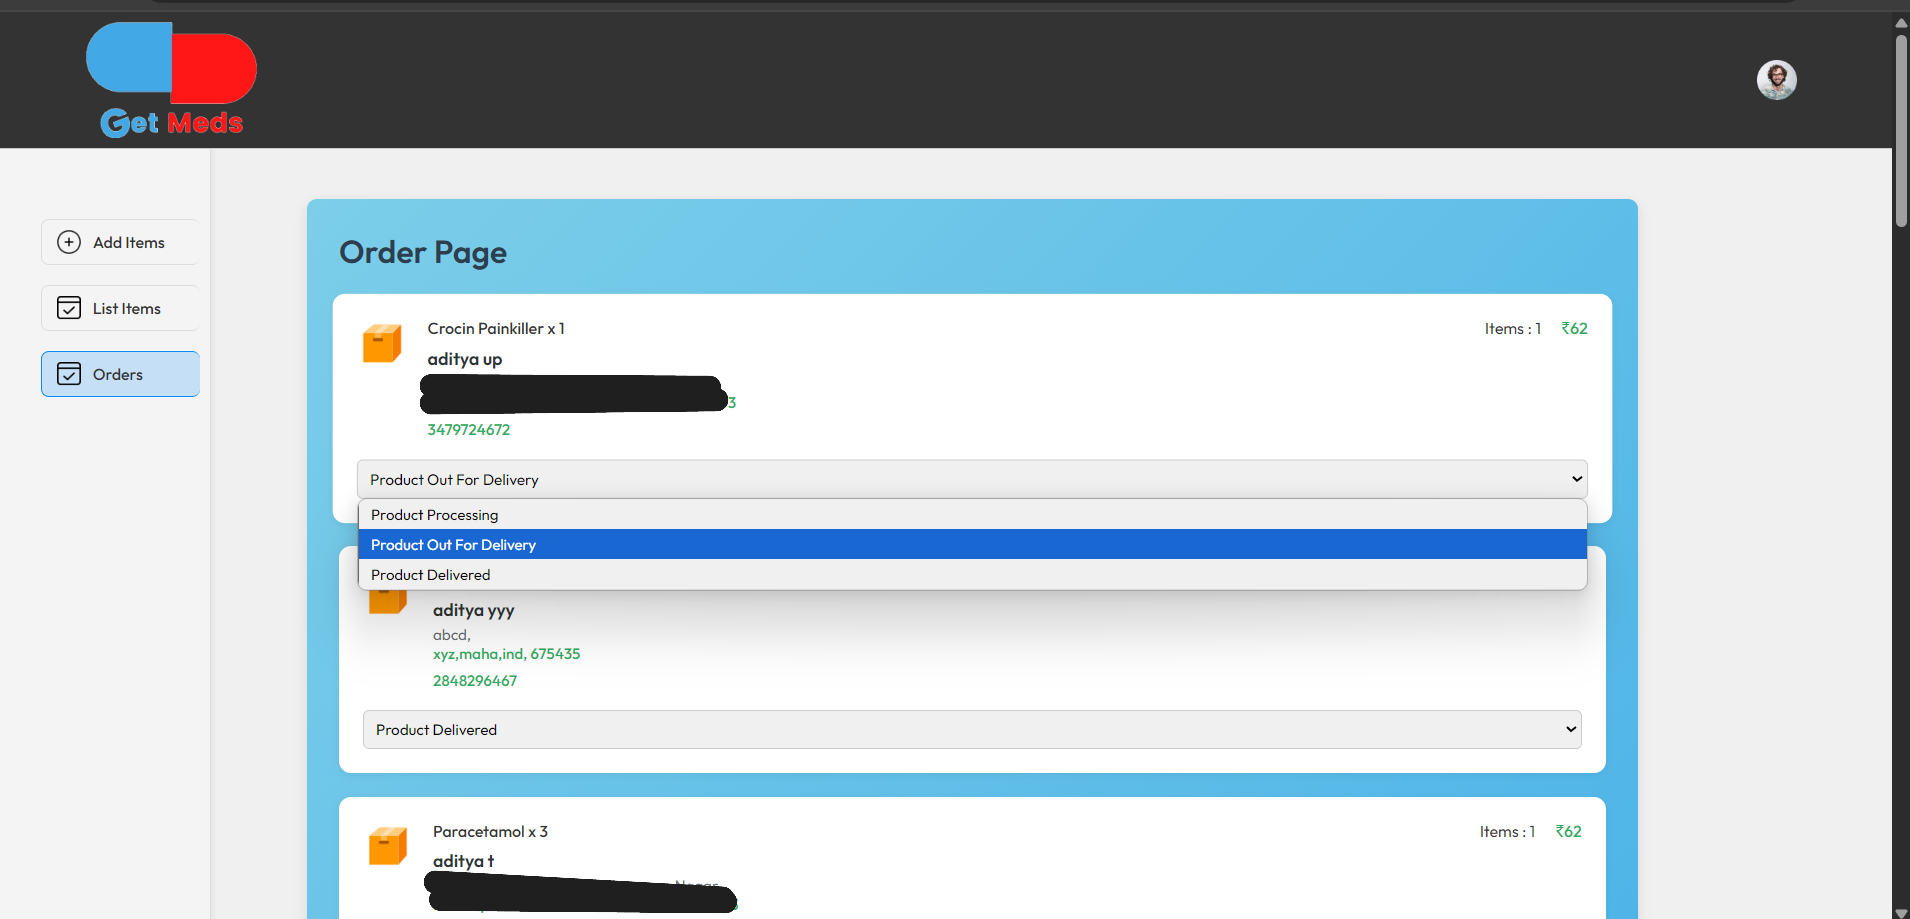 Get Meds
Add Items
List Items
Orders
Order Page
Crocin Painkiller x 1
Items : 1 ₹62
aditya up
3
3479724672
Product Out For Delivery
Product Processing
Product Out For Delivery
Product Delivered
aditya yyy
abcd,
xyz,maha,ind, 675435
2848296467
Product Delivered
Paracetamol x 3
Items : 1 ₹62
aditya t